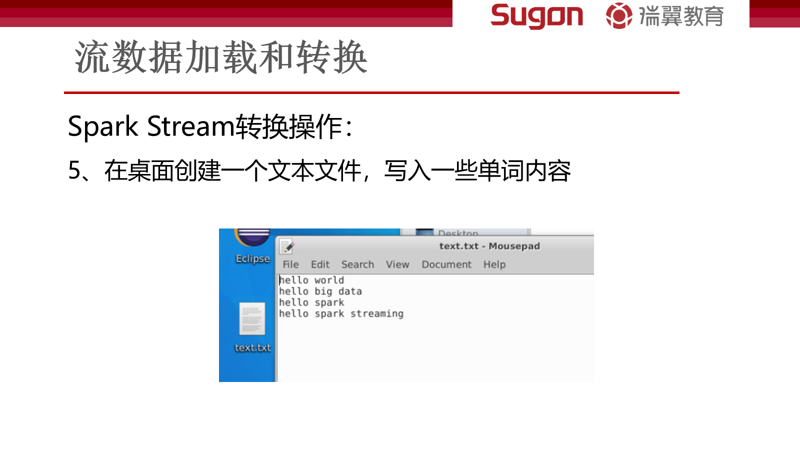 Sugon 瑞翼教育
流数据加载和转换
Spark Stream转换操作：
5、在桌面创建一个文本文件，写入一些单词内容
Desktop
text.txt - Mousepad
Eclipse
File Edit Search View Document Help
hello world
hello big data
hello spark
hello spark streaming
text.txt